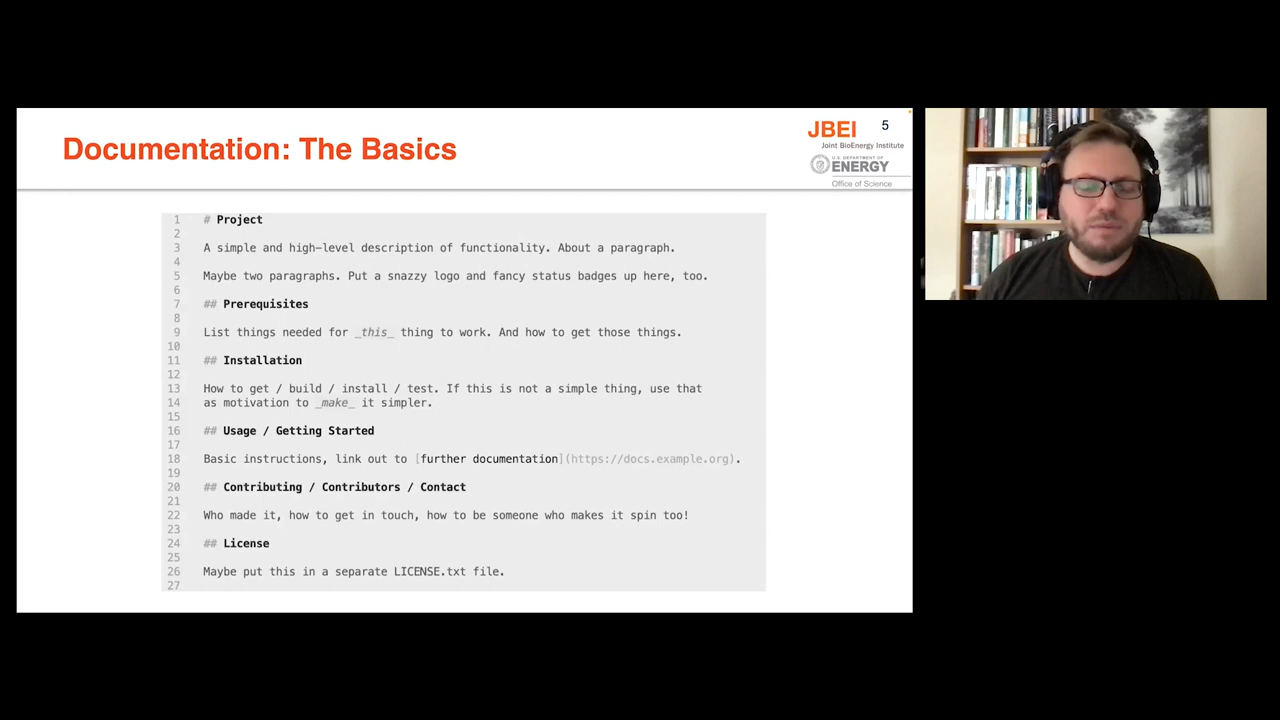 Documentation: The Basics
JBEI
5
Joint BioEnergy Institute
U.S. DEPARTMENT OF
ENERGY
Office of Science
1 # Project
2
3 A simple and high-level description of functionality. About a paragraph.
4
5 Maybe two paragraphs. Put a snazzy logo and fancy status badges up here, too.
6
7 ## Prerequisites
8
9 List things needed for _this_ thing to work. And how to get those things.
10
11 ## Installation
12
13 How to get / build / install / test. If this is not a simple thing, use that
14 as motivation to _make_ it simpler.
15
16 ## Usage / Getting Started
17
18 Basic instructions, link out to [further documentation](https://docs.example.org).
19
20 ## Contributing / Contributors / Contact
21
22 Who made it, how to get in touch, how to be someone who makes it spin too!
23
24 ## License
25
26 Maybe put this in a separate LICENSE.txt file.
27